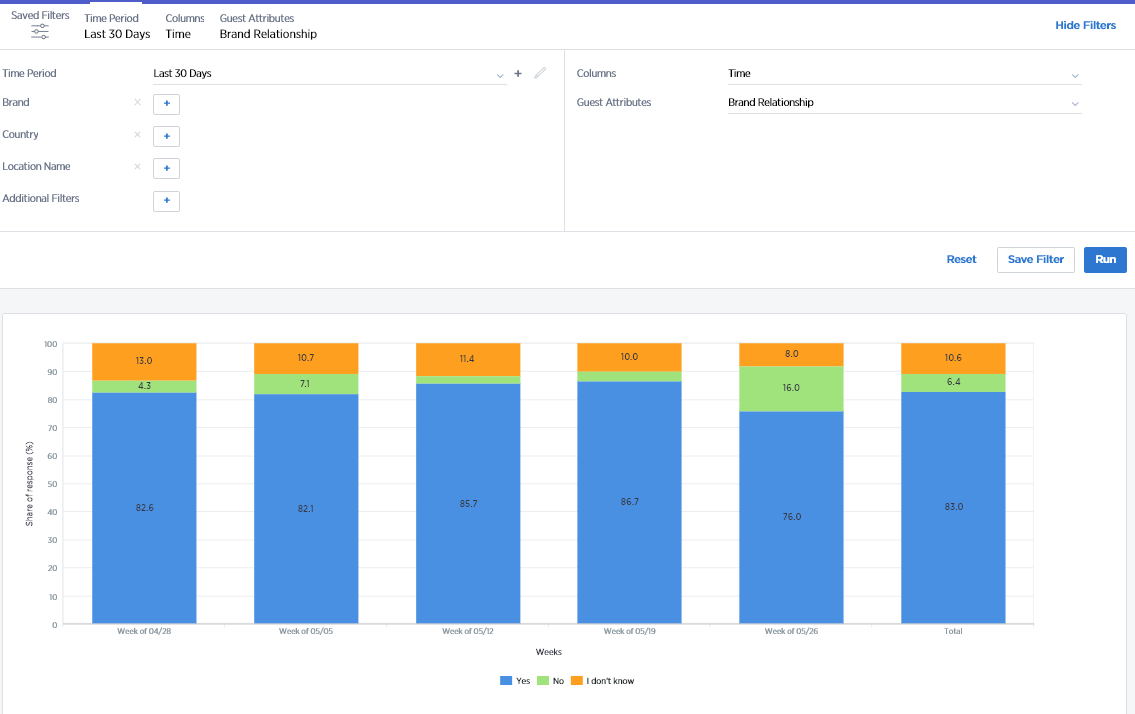 Saved Filters
Time Period
Last 30 Days
Columns
Time
Guest Attributes
Brand Relationship
Hide Filters
Time Period Last 30 Days +
Brand × +
Country × +
Location Name × +
Additional Filters +
Columns Time
Guest Attributes Brand Relationship
Reset Save Filter Run
Share of response (%)
100
90
80
70
60
50
40
30
20
10
0
13.0
4.3
82.6
10.7
7.1
82.1
11.4
85.7
10.0
86.7
8.0
16.0
76.0
10.6
6.4
83.0
Week of 04/28 Week of 05/05 Week of 05/12 Week of 05/19 Week of 05/26 Total
Weeks
Yes No I don't know